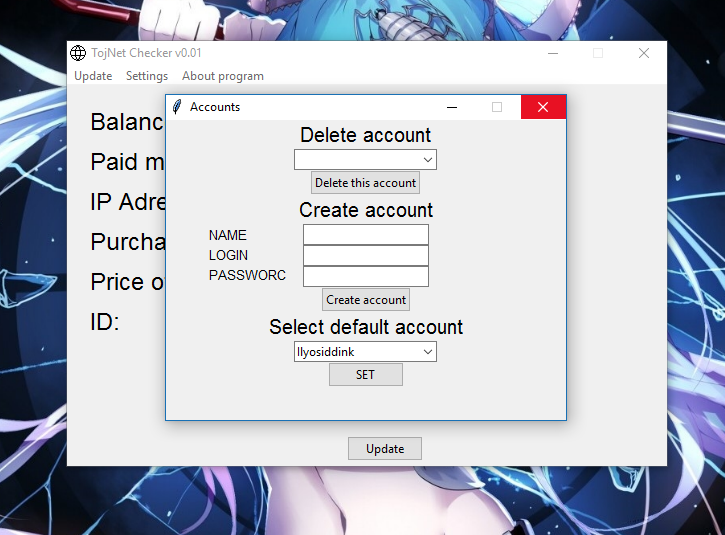 TojNet Checker v0.01
Update Settings About program
Accounts
Balanc
Paid m
IP Adre
Purcha
Price o
ID:
Delete account
Delete this account
Create account
NAME
LOGIN
PASSWORC
Create account
Select default account
Ilyosiddink
SET
Update